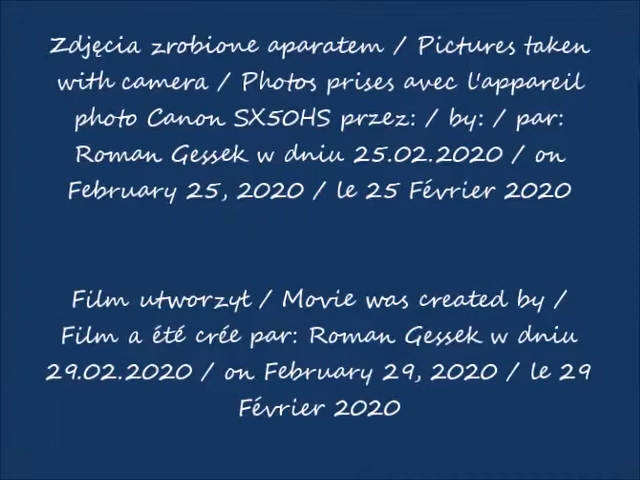 Zdjęcia zrobione aparatem / Pictures taken
with camera / Photos prises avec l'appareil
photo Canon SX50HS przez: / by: / par:
Roman Gessek w dniu 25.02.2020 / on
February 25, 2020 / le 25 Février 2020
Film utworzył / Movie was created by /
Film a été crée par: Roman Gessek w dniu
29.02.2020 / on February 29, 2020 / le 29
Février 2020